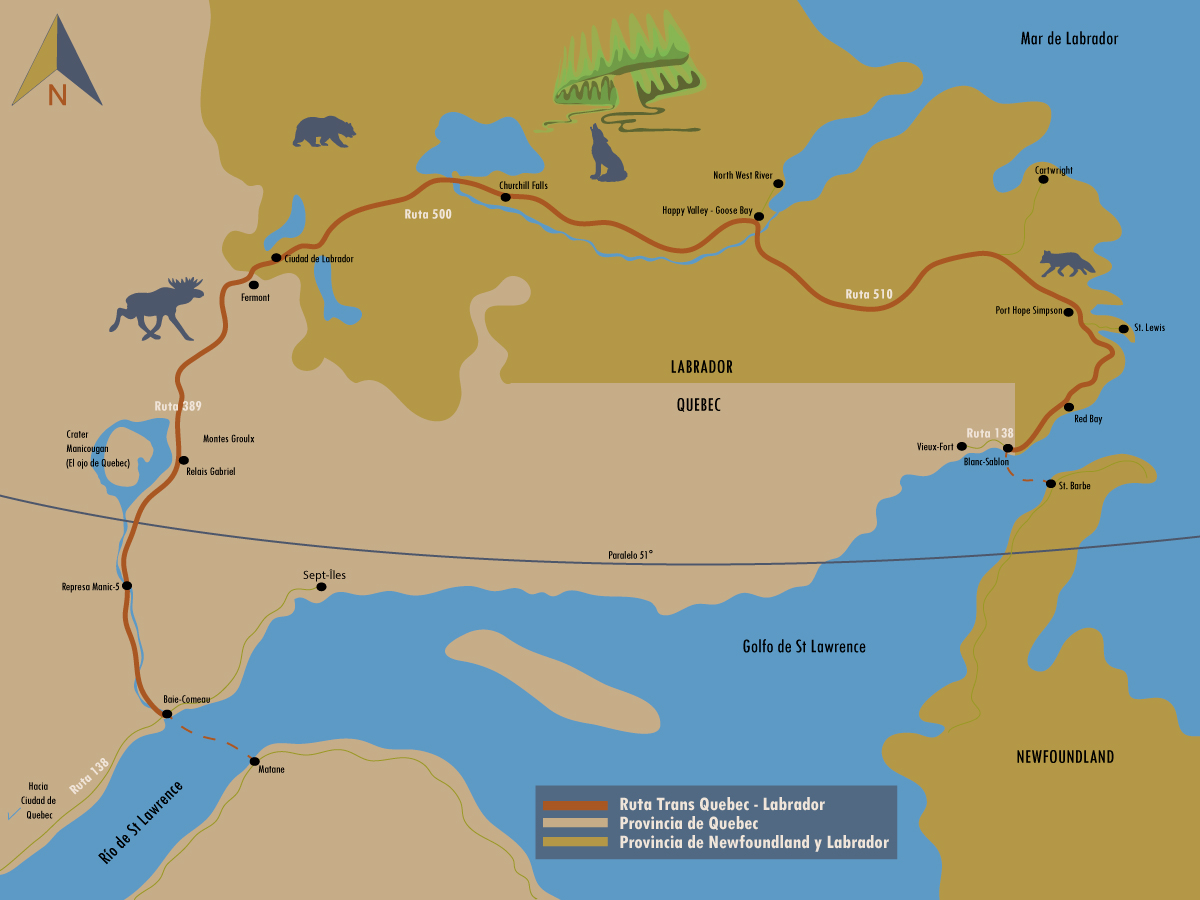 Mar de Labrador
N
Cartwright
North West River
Churchill Falls
Happy Valley - Goose Bay
Ruta 500
Ciudad de Labrador
Fermont
Ruta 510
Port Hope Simpson
St. Lewis
LABRADOR
QUEBEC
Ruta 389
Red Bay
Crater
Manicougan
(El ojo de Quebec)
Montes Groulx
Relais Gabriel
Ruta 138
Vieux-Fort
Blanc-Sablon
St. Barbe
Paralelo 51°
Sept-Îles
Represa Manic-5
Golfo de St Lawrence
Baie-Comeau
Matane
Ruta 138
Hacia
Ciudad de
Quebec
Río de St Lawrence
NEWFOUNDLAND
Ruta Trans Quebec - Labrador
Provincia de Quebec
Provincia de Newfoundland y Labrador